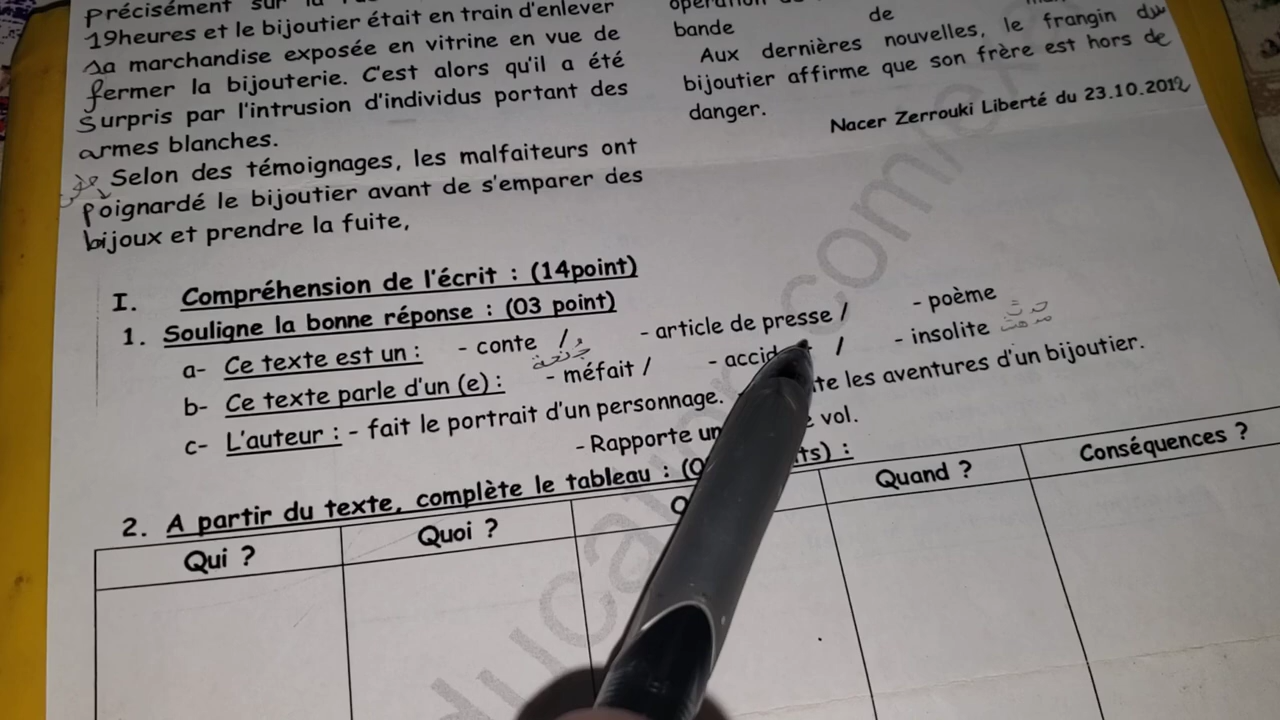 Précisément sur la
19heures et le bijoutier était en train d'enlever
sa marchandise exposée en vitrine en vue de
fermer la bijouterie. C'est alors qu'il a été
surpris par l'intrusion d'individus portant des
armes blanches.
Selon des témoignages, les malfaiteurs ont
poignardé le bijoutier avant de s'emparer des
bijoux et prendre la fuite,
bande de
Aux dernières nouvelles, le frangin du
bijoutier affirme que son frère est hors de
danger.
Nacer Zerrouki Liberté du 23.10.2012
I. Compréhension de l'écrit : (14point)
1. Souligne la bonne réponse : (03 point)
a- Ce texte est un : - conte / - article de presse / - poème
b- Ce texte parle d'un (e) : - méfait / - accid / - insolite
c- L'auteur : - fait le portrait d'un personnage. les aventures d'un bijoutier.
- Rapporte un vol.
2. A partir du texte, complète le tableau :
Qui ? Quoi ? Quand ? Conséquences ?